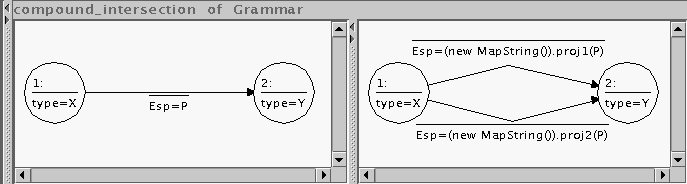 compound_intersection of Grammar
1:
type=X
Esp=P
2:
type=Y
Esp=(new MapString()).proj1(P)
1:
type=X
2:
type=Y
Esp=(new MapString()).proj2(P)